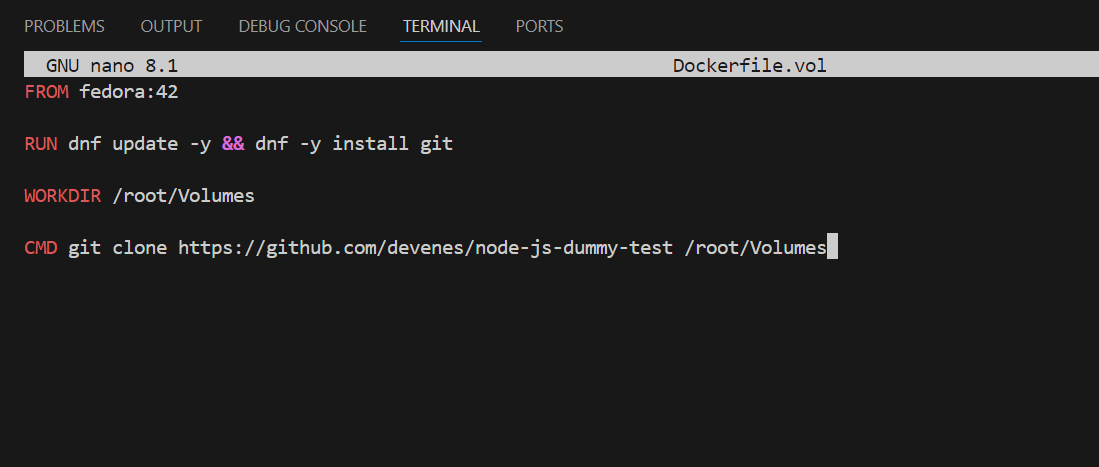 PROBLEMS OUTPUT DEBUG CONSOLE TERMINAL PORTS
GNU nano 8.1 Dockerfile.vol
FROM fedora:42
RUN dnf update -y && dnf -y install git
WORKDIR /root/Volumes
CMD git clone https://github.com/devenes/node-js-dummy-test /root/Volumes